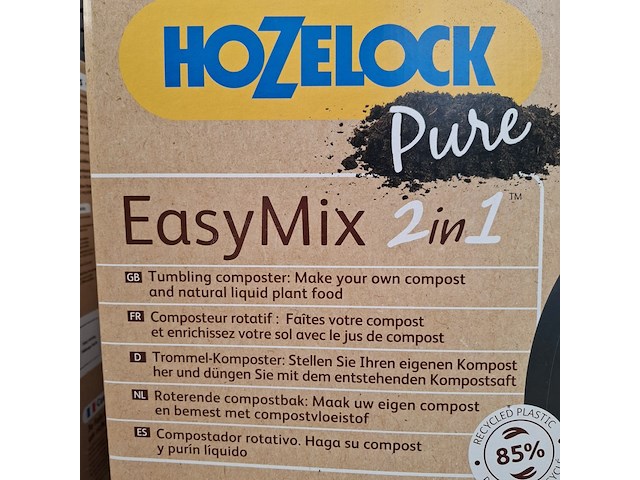 HOZELOCK
Pure
EasyMix 2in1™
GB Tumbling composter: Make your own compost
and natural liquid plant food
FR Composteur rotatif : Faîtes votre compost
et enrichissez votre sol avec le jus de compost
D Trommel-Komposter: Stellen Sie Ihren eigenen Kompost
her und düngen Sie mit dem entstehenden Kompostsaft
NL Roterende compostbak: Maak uw eigen compost
en bemest met compostvloeistof
ES Compostador rotativo. Haga su compost
y purín líquido
RECYCLED PLASTIC
85%